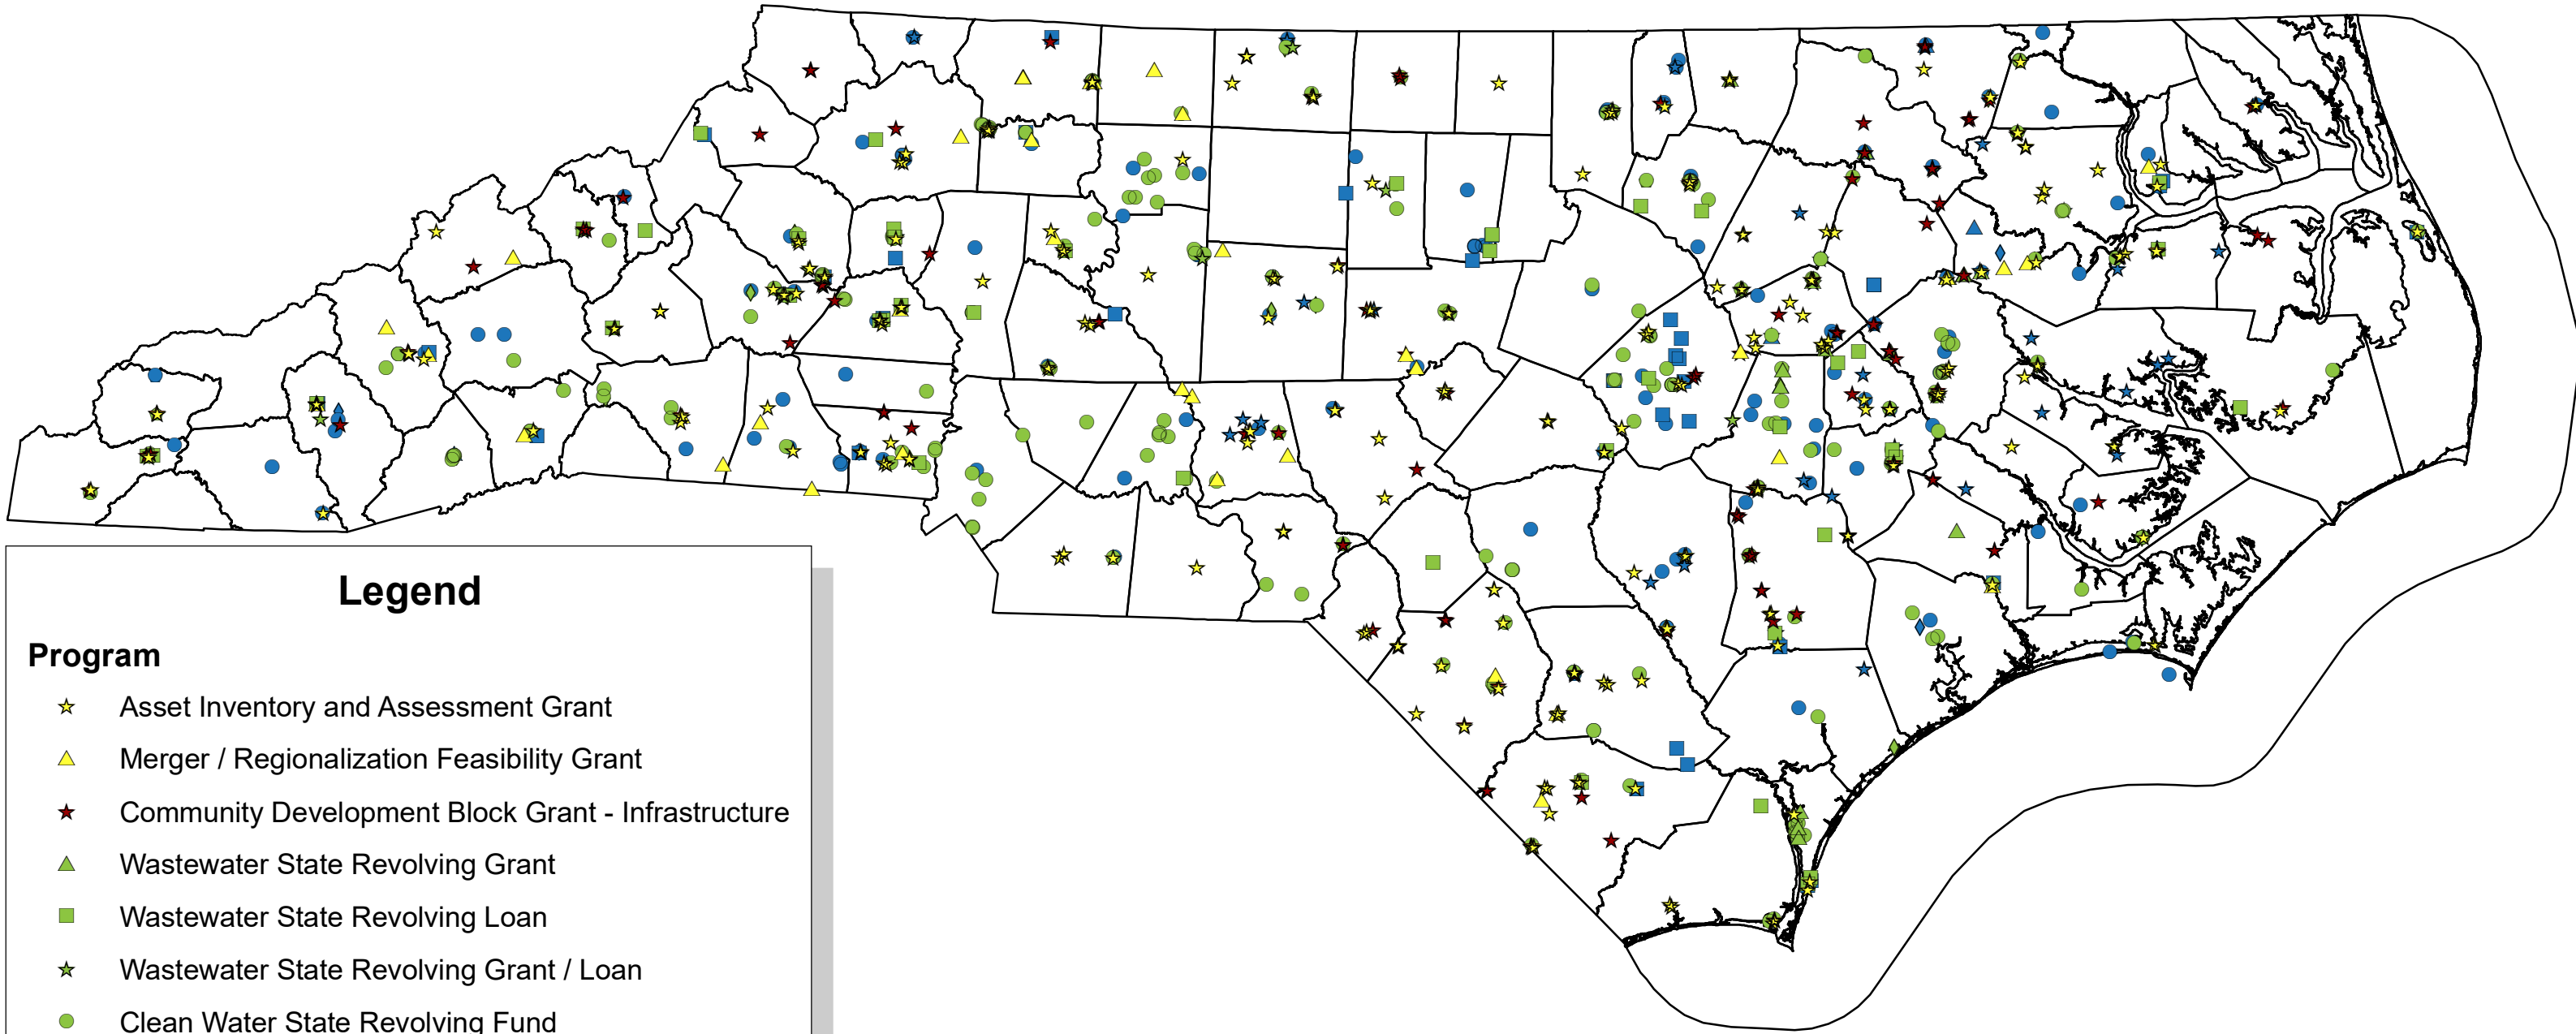 Legend
Program
Asset Inventory and Assessment Grant
Merger / Regionalization Feasibility Grant
Community Development Block Grant - Infrastructure
Wastewater State Revolving Grant
Wastewater State Revolving Loan
Wastewater State Revolving Grant / Loan
Clean Water State Revolving Fund